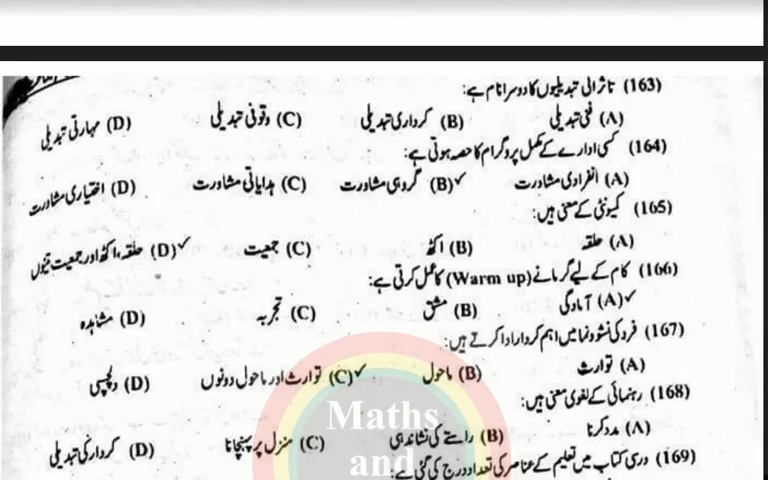 (163) تاثراتی تبدیلیوں کا دوسرا نام ہے:
(A) فنی تبدیلی (B) کرداری تبدیلی (C) وقوفی تبدیلی (D) مہارتی تبدیلی
(164) کسی ادارے کے مکمل پروگرام کا حصہ ہوتی ہے:
(A) انفرادی مشاورت ✓(B) گروہی مشاورت (C) ہدایاتی مشاورت (D) اختیاری مشاورت
(165) کمیونٹی کے معنی ہیں:
(A) حلقہ (B) اکٹھ (C) جمعیت ✓(D) حلقہ، اکٹھ اور جمعیت تینوں
(166) کام کے لیے گرمانے (Warm up) کا عمل کرتی ہے:
✓(A) آمادگی (B) مشق (C) تجربہ (D) مشاہدہ
(167) فرد کی نشوونما میں اہم کردار ادا کرتے ہیں:
(A) توارث (B) ماحول ✓(C) توارث اور ماحول دونوں (D) دلچسپی
(168) رہنمائی کے لغوی معنی ہیں:
(A) مدد کرنا (B) راستے کی نشاندہی (C) منزل پر پہنچانا (D) کردار کی تبدیلی
(169) درسی کتاب میں تعلیم کے عناصر کی تعداد درج کی گئی ہے:
Maths
and